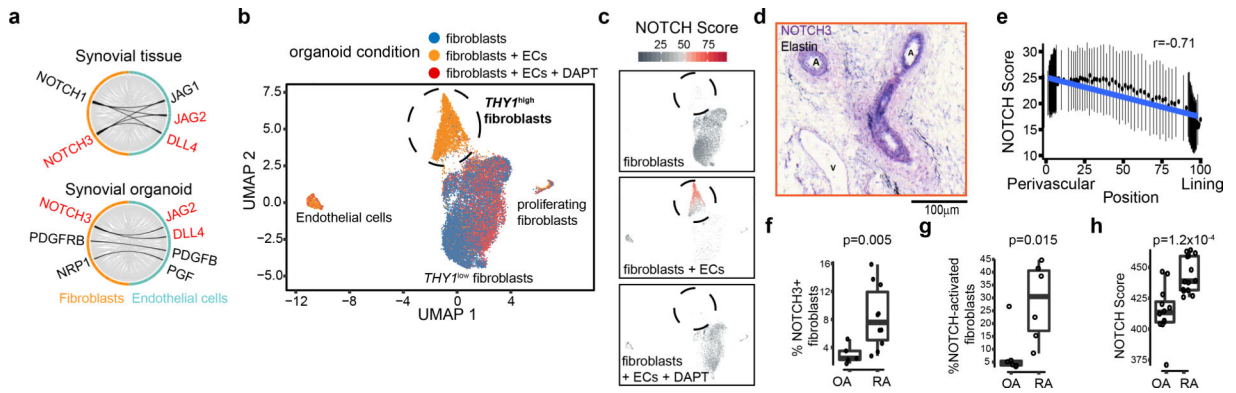 a
Synovial tissue
NOTCH1
JAG1
JAG2
NOTCH3
DLL4
Synovial organoid
NOTCH3
JAG2
DLL4
PDGFRB
PDGFB
NRP1
PGF
Fibroblasts Endothelial cells
b
organoid condition
fibroblasts
fibroblasts + ECs
fibroblasts + ECs + DAPT
THY1high
fibroblasts
Endothelial cells
proliferating
fibroblasts
THY1low fibroblasts
UMAP 2
7.5
5.0
2.5
0.0
−2.5
−5.0
−12 −8 −4 0 4
UMAP 1
c
NOTCH Score
25 50 75
fibroblasts
fibroblasts + ECs
fibroblasts
+ ECs + DAPT
d
NOTCH3
Elastin
A
A
v
100μm
e
r=-0.71
NOTCH Score
30
25
20
15
10
0 25 50 75 100
Perivascular Position Lining
f
p=0.005
% NOTCH3+
fibroblasts
16
12
8
4
OA RA
g
p=0.015
%NOTCH-activated
fibroblasts
45
40
35
30
25
20
15
10
5
OA RA
h
p=1.2x10-4
NOTCH Score
450
425
400
375
OA RA